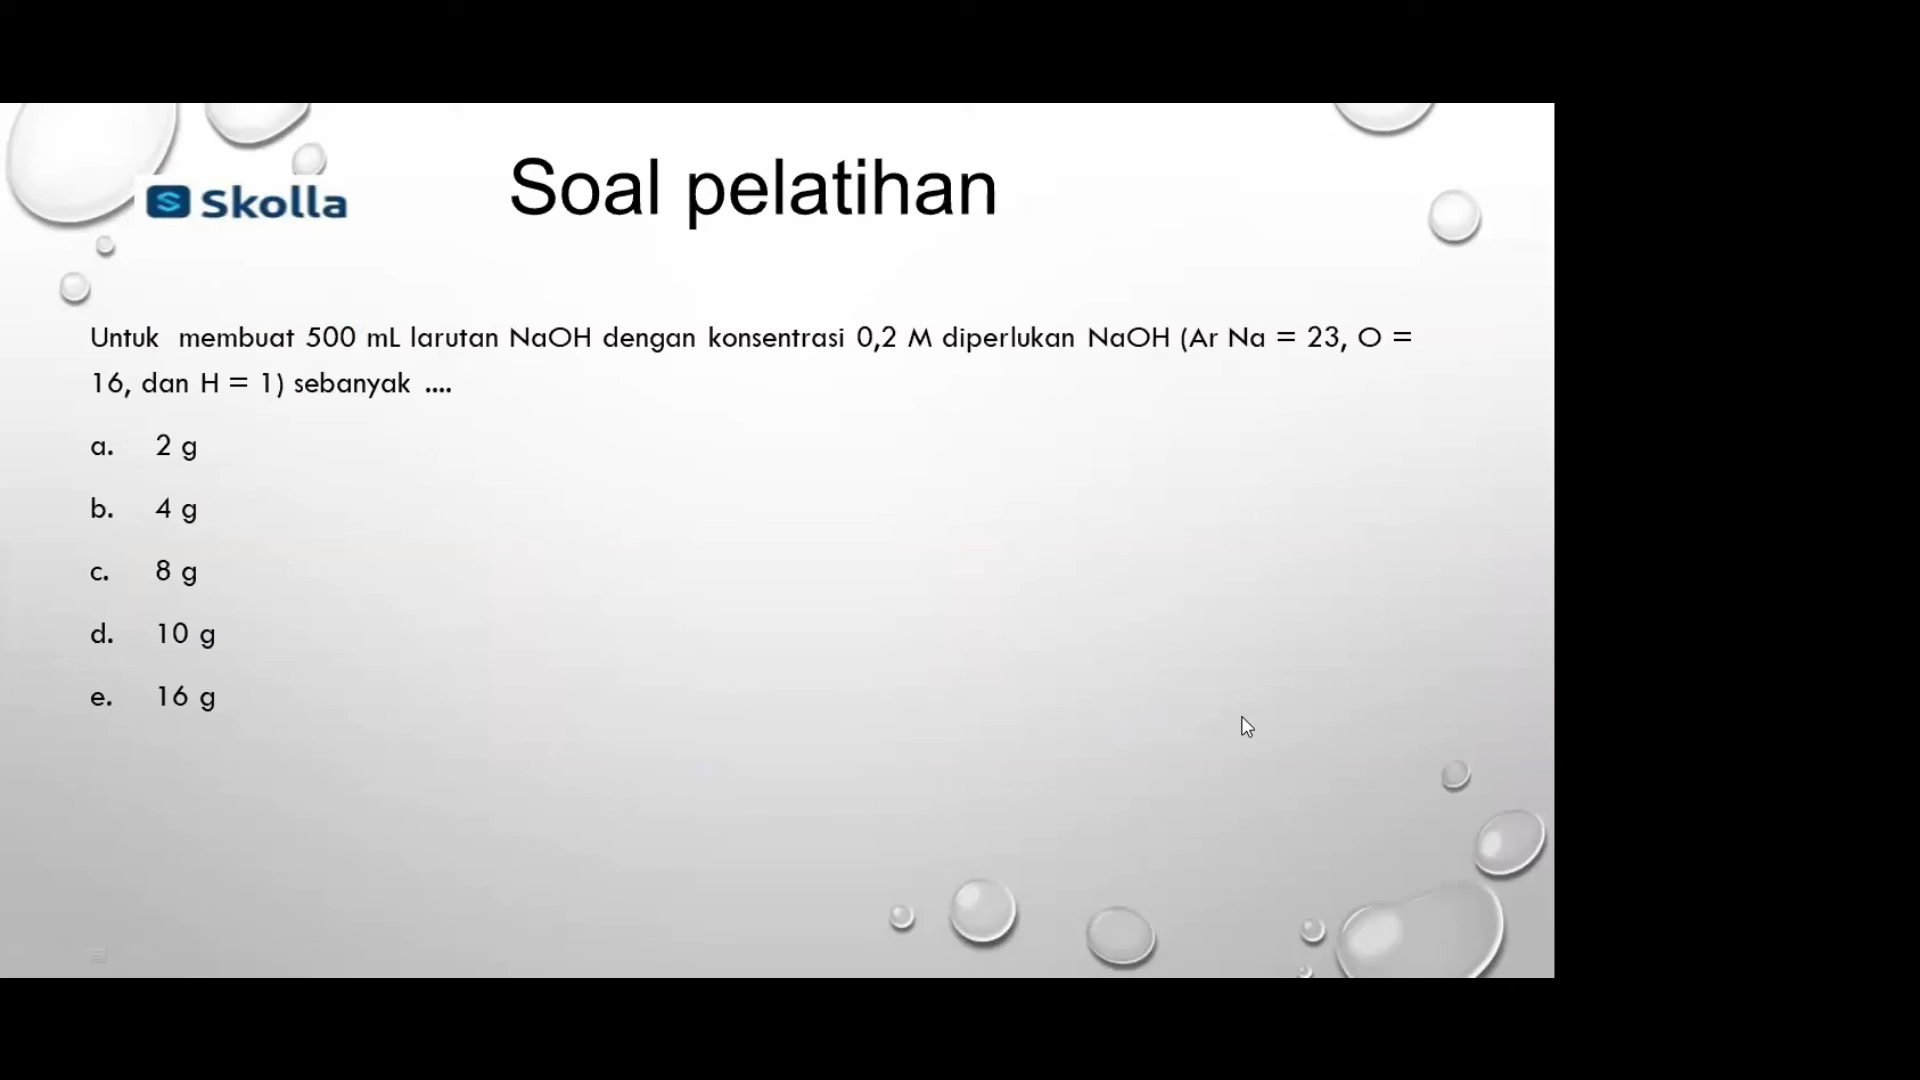 Skolla
Soal pelatihan
Untuk membuat 500 mL larutan NaOH dengan konsentrasi 0,2 M diperlukan NaOH (Ar Na = 23, O =
16, dan H = 1) sebanyak ....
a. 2 g
b. 4 g
c. 8 g
d. 10 g
e. 16 g